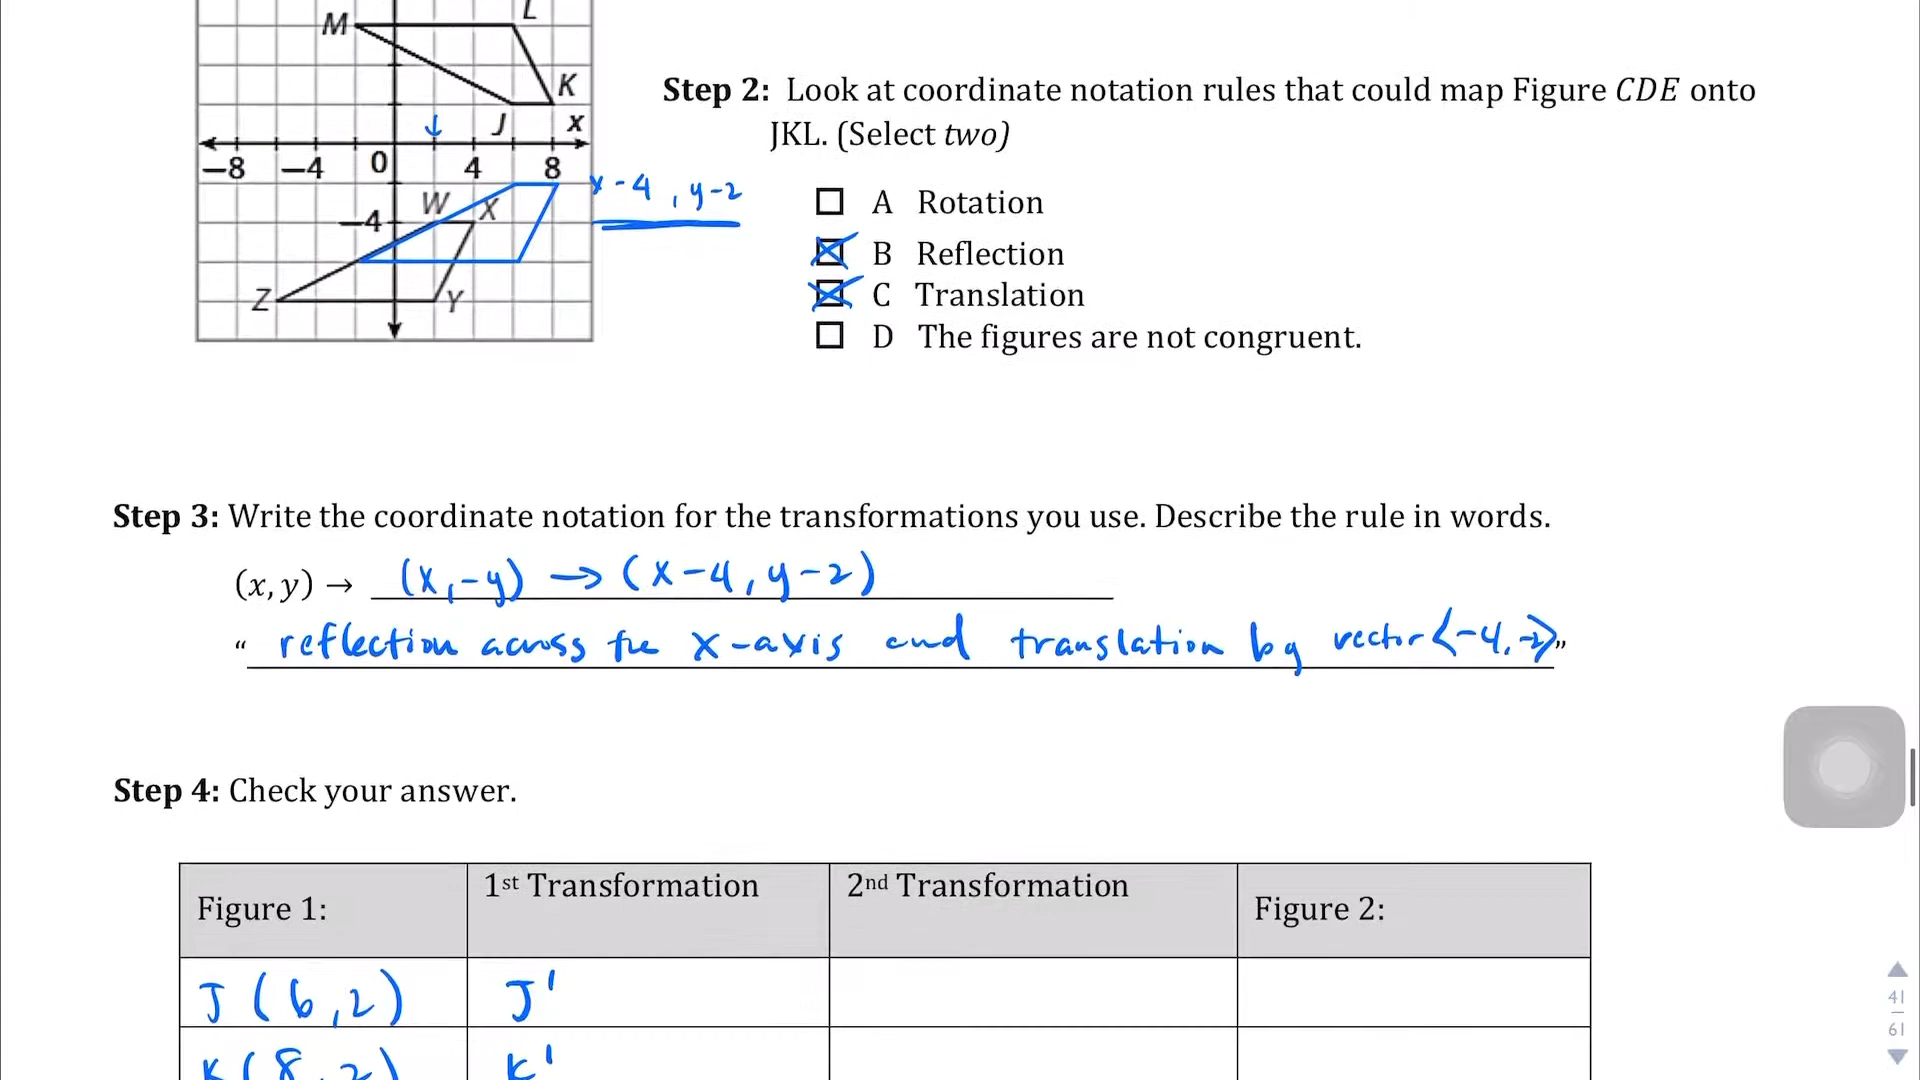 M
L
K
J
x
−8 −4 0 4 8
x-4, y-2
W X
−4
Z Y
Step 2: Look at coordinate notation rules that could map Figure CDE onto
JKL. (Select two)
A Rotation
B Reflection
C Translation
D The figures are not congruent.
Step 3: Write the coordinate notation for the transformations you use. Describe the rule in words.
(x, y) → (x,-y) → (x-4, y-2)
“ reflection across the x-axis and translation by vector <-4,-2> ”
Step 4: Check your answer.
Figure 1: 1st Transformation 2nd Transformation Figure 2:
J (6,2) J'
K (8,2) K'
41
61